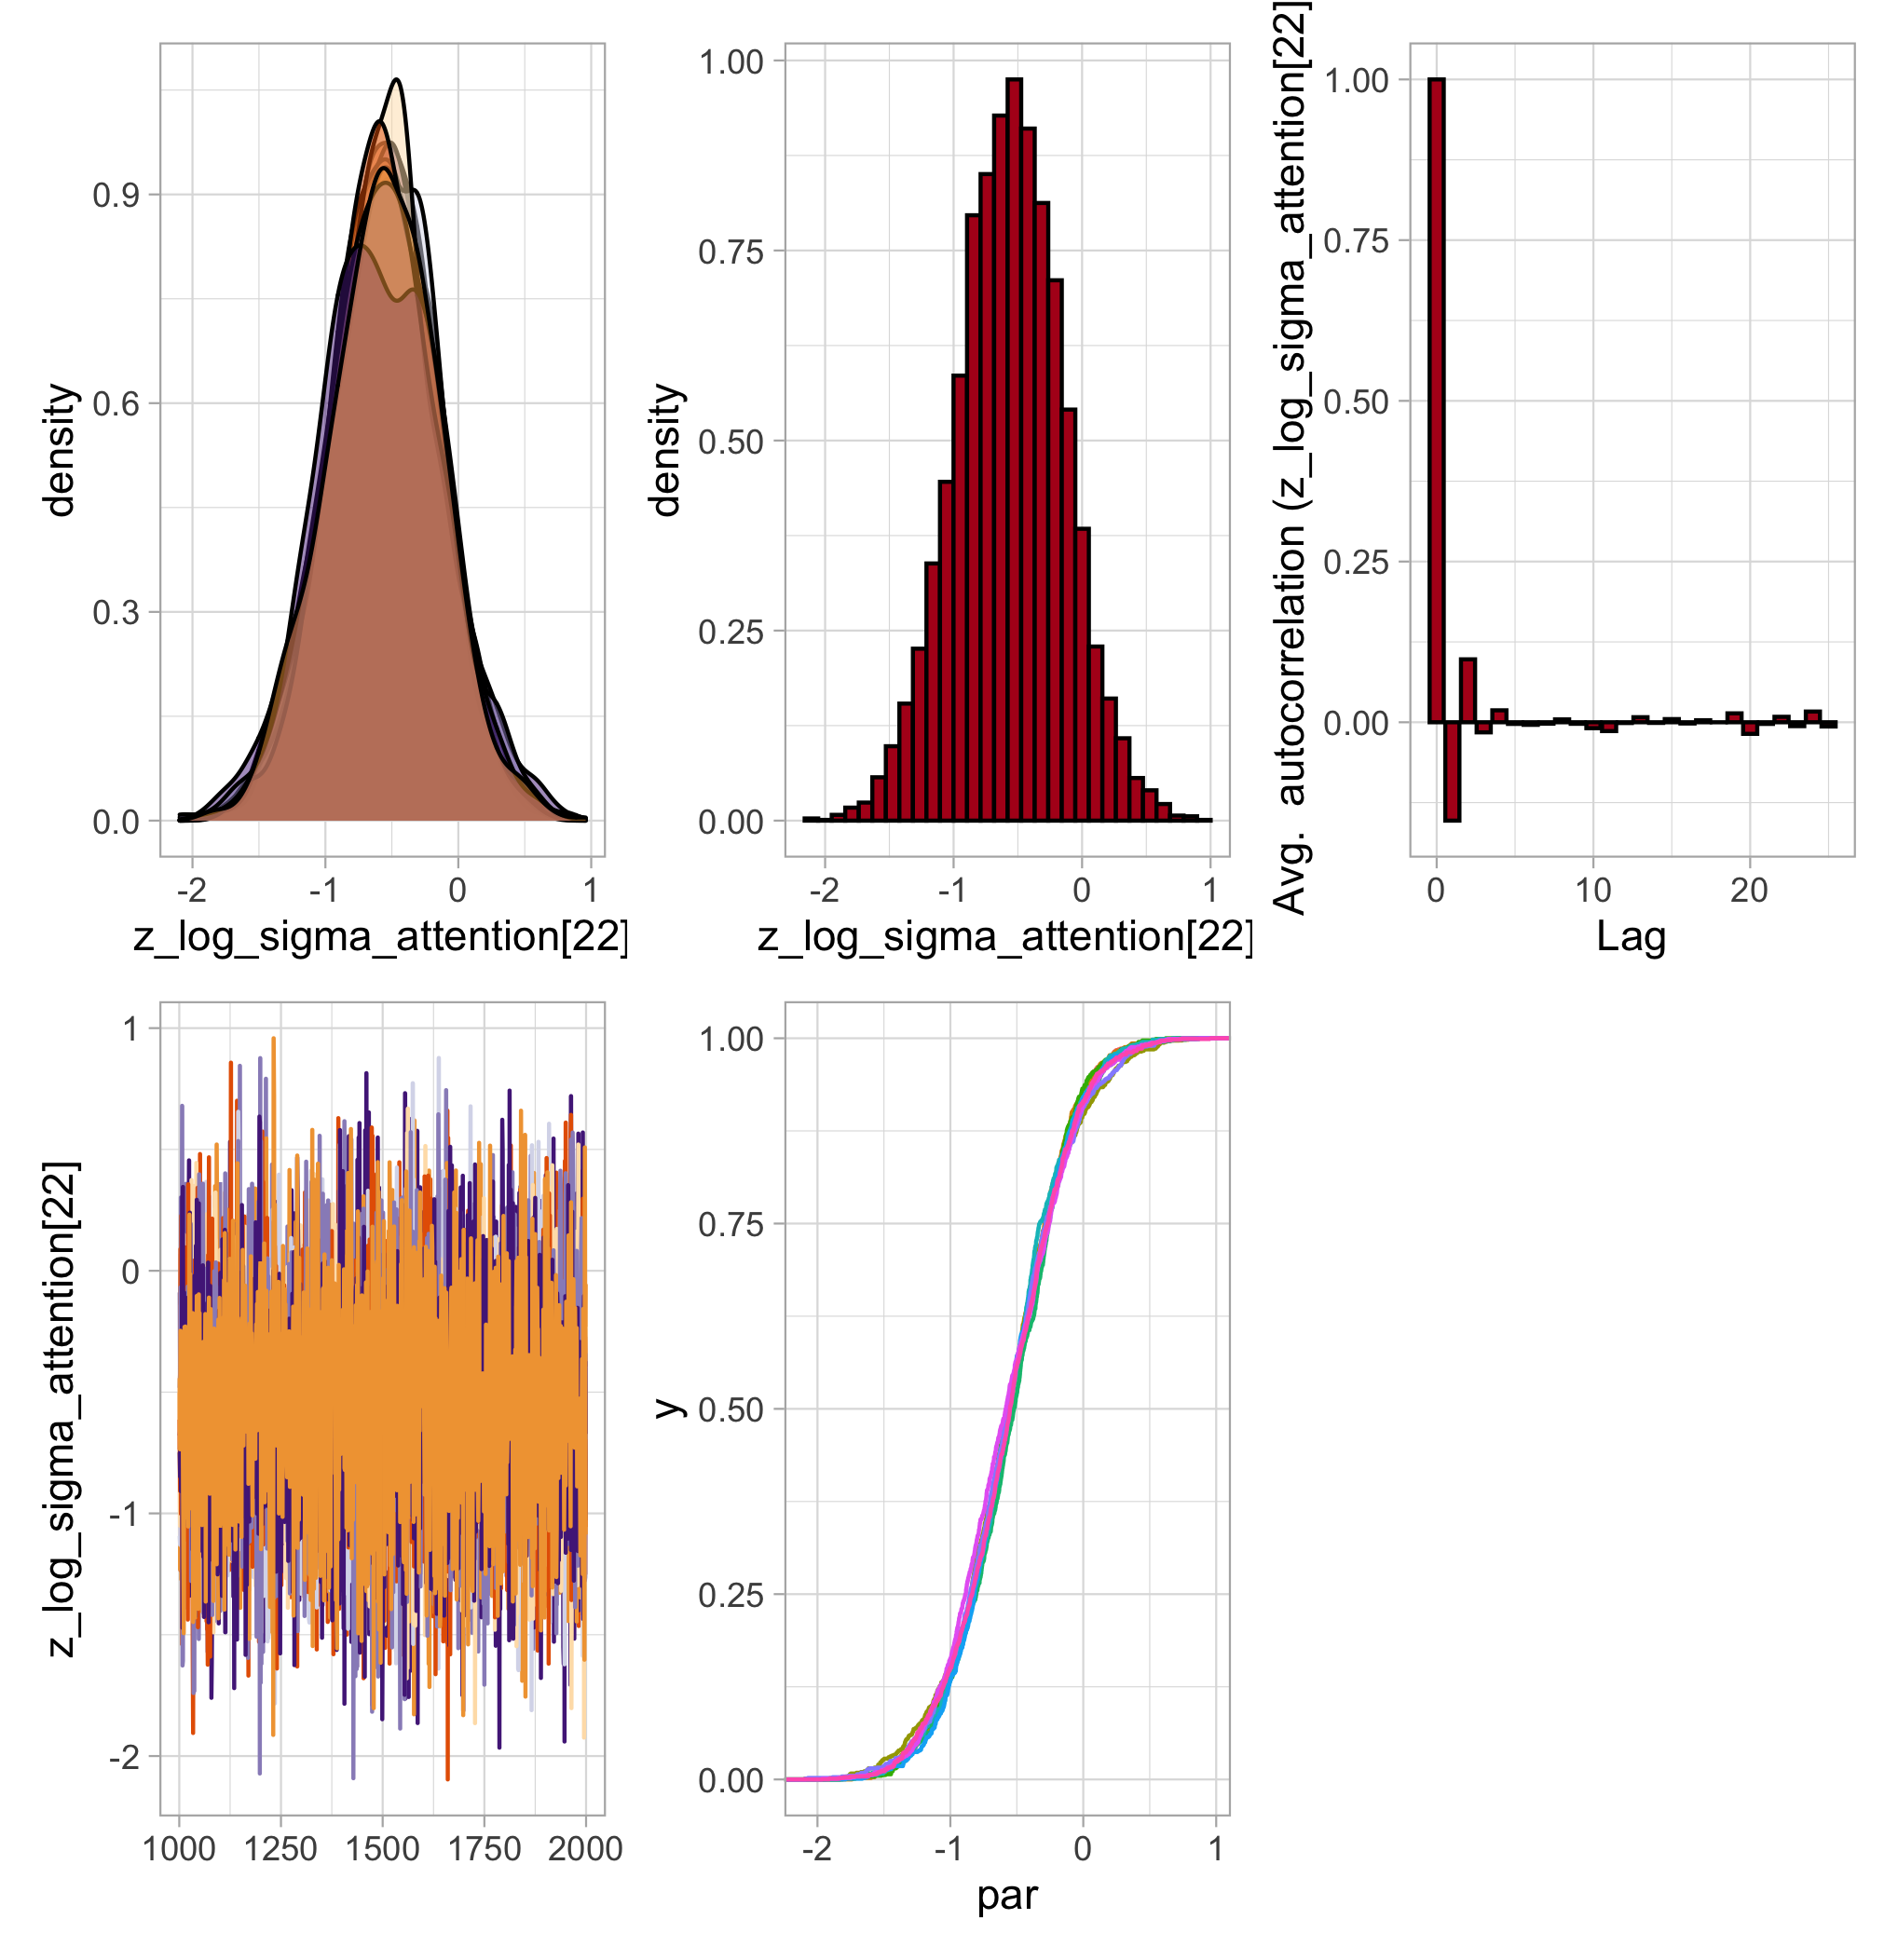 density
0.9
0.6
0.3
0.0
-2 -1 0 1
z_log_sigma_attention[22]
density
1.00
0.75
0.50
0.25
0.00
-2 -1 0 1
z_log_sigma_attention[22]
Avg. autocorrelation (z_log_sigma_attention[22]
1.00
0.75
0.50
0.25
0.00
0 10 20
Lag
z_log_sigma_attention[22]
1
0
-1
-2
1000 1250 1500 1750 2000
y
1.00
0.75
0.50
0.25
0.00
-2 -1 0 1
par